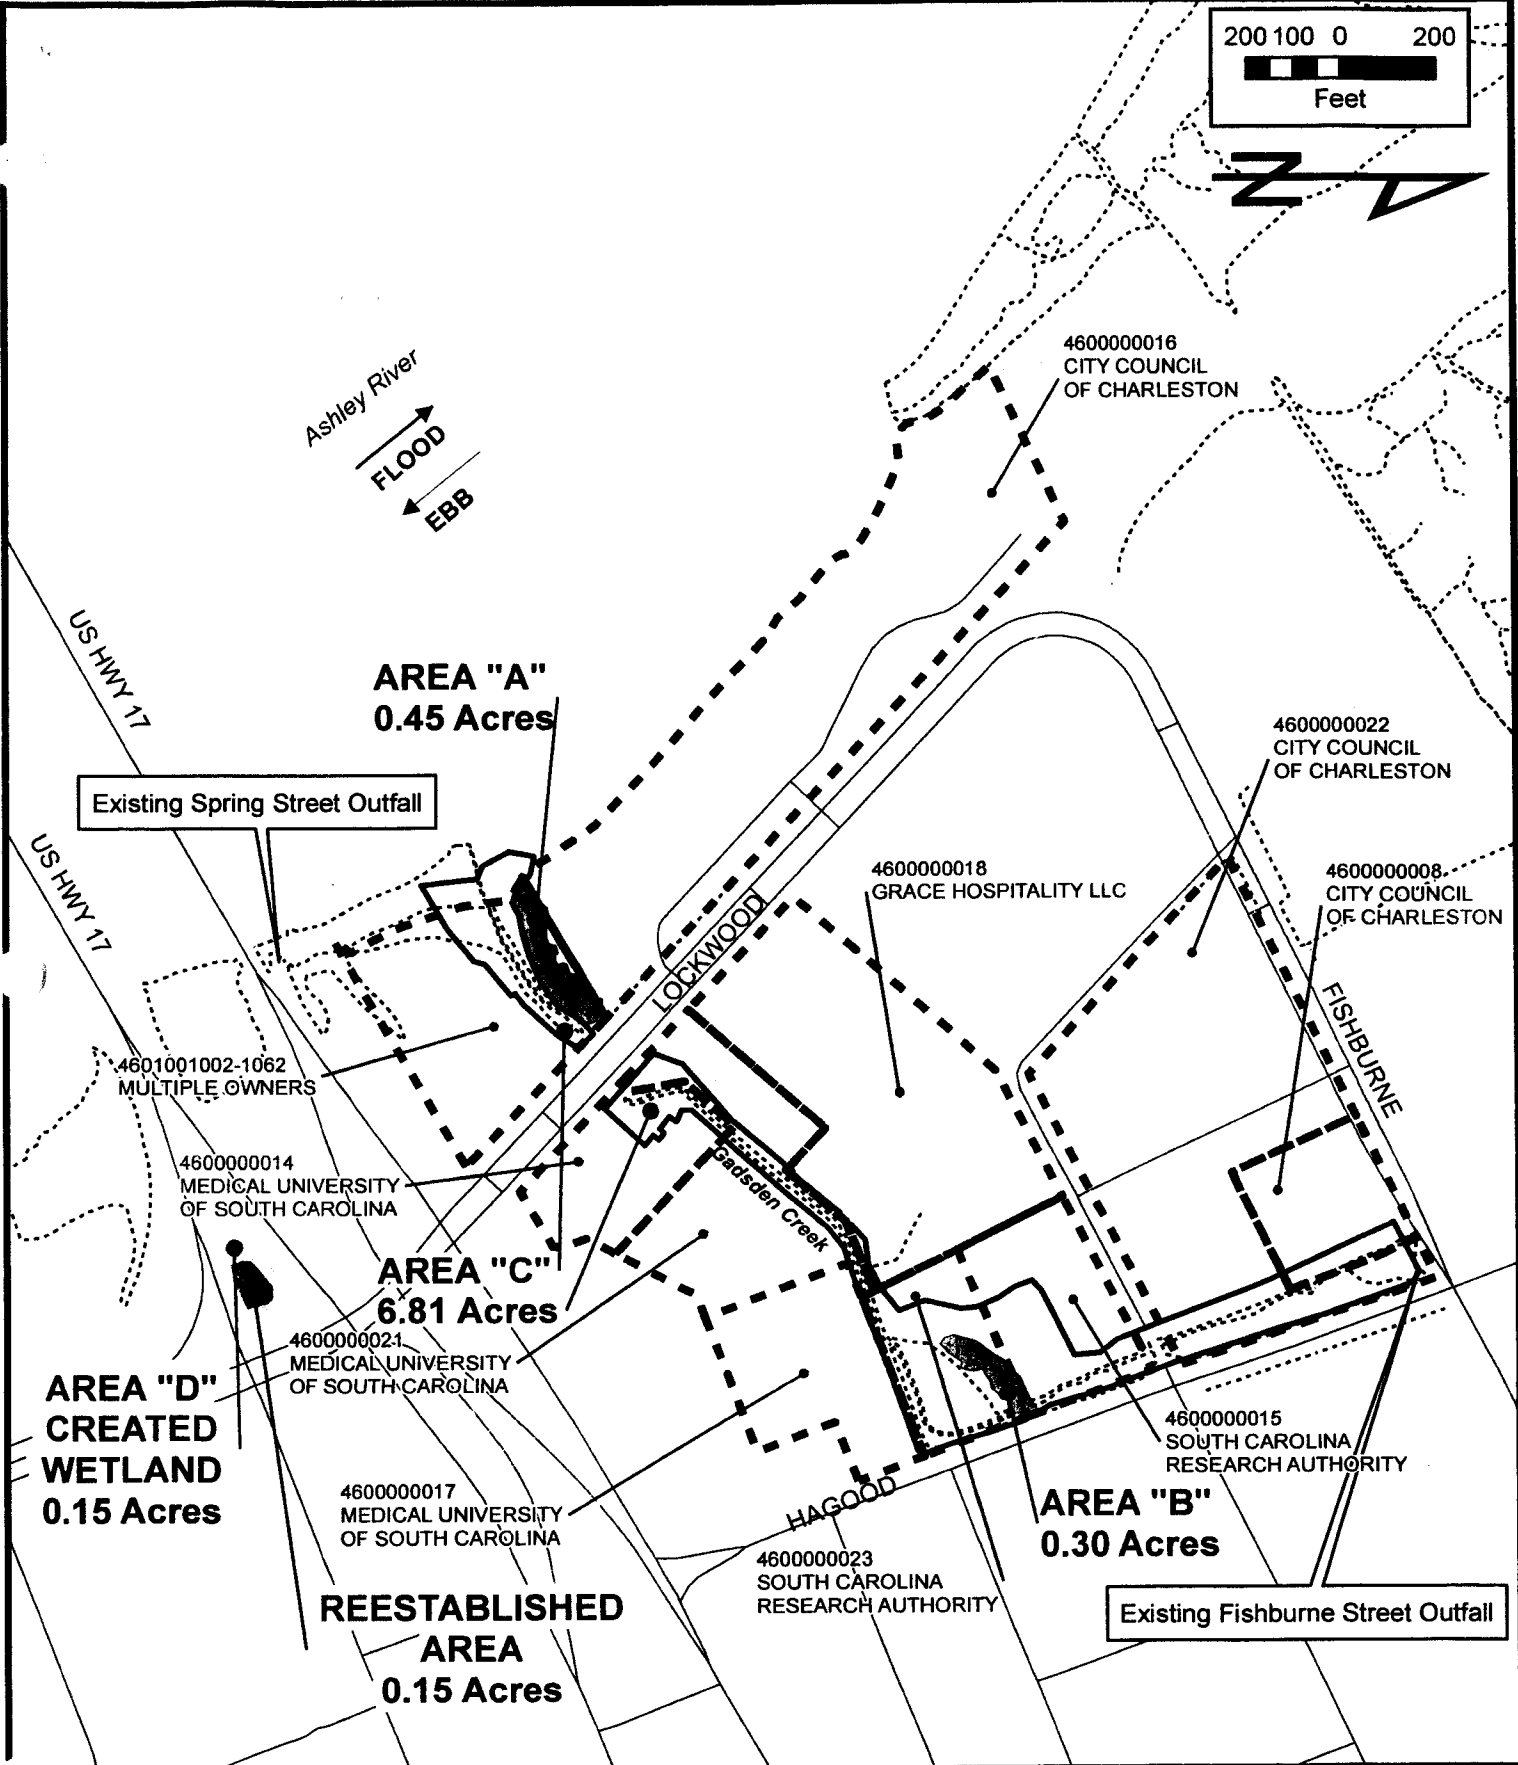 200 100 0 200
Feet
N
4600000016
CITY COUNCIL
OF CHARLESTON
Ashley River
FLOOD
EBB
US HWY 17
AREA "A"
0.45 Acres
4600000022
CITY COUNCIL
OF CHARLESTON
Existing Spring Street Outfall
US HWY 17
4600000018
GRACE HOSPITALITY LLC
4600000008
CITY COUNCIL
OF CHARLESTON
LOCKWOOD
FISHBURNE
4601001002-1062
MULTIPLE OWNERS
4600000014
MEDICAL UNIVERSITY
OF SOUTH CAROLINA
Gadsden Creek
AREA "C"
6.81 Acres
4600000021
MEDICAL UNIVERSITY
OF SOUTH CAROLINA
AREA "D"
CREATED
WETLAND
0.15 Acres
4600000015
SOUTH CAROLINA
RESEARCH AUTHORITY
4600000017
MEDICAL UNIVERSITY
OF SOUTH CAROLINA
HAGOOD
AREA "B"
0.30 Acres
4600000023
SOUTH CAROLINA
RESEARCH AUTHORITY
REESTABLISHED
AREA
0.15 Acres
Existing Fishburne Street Outfall